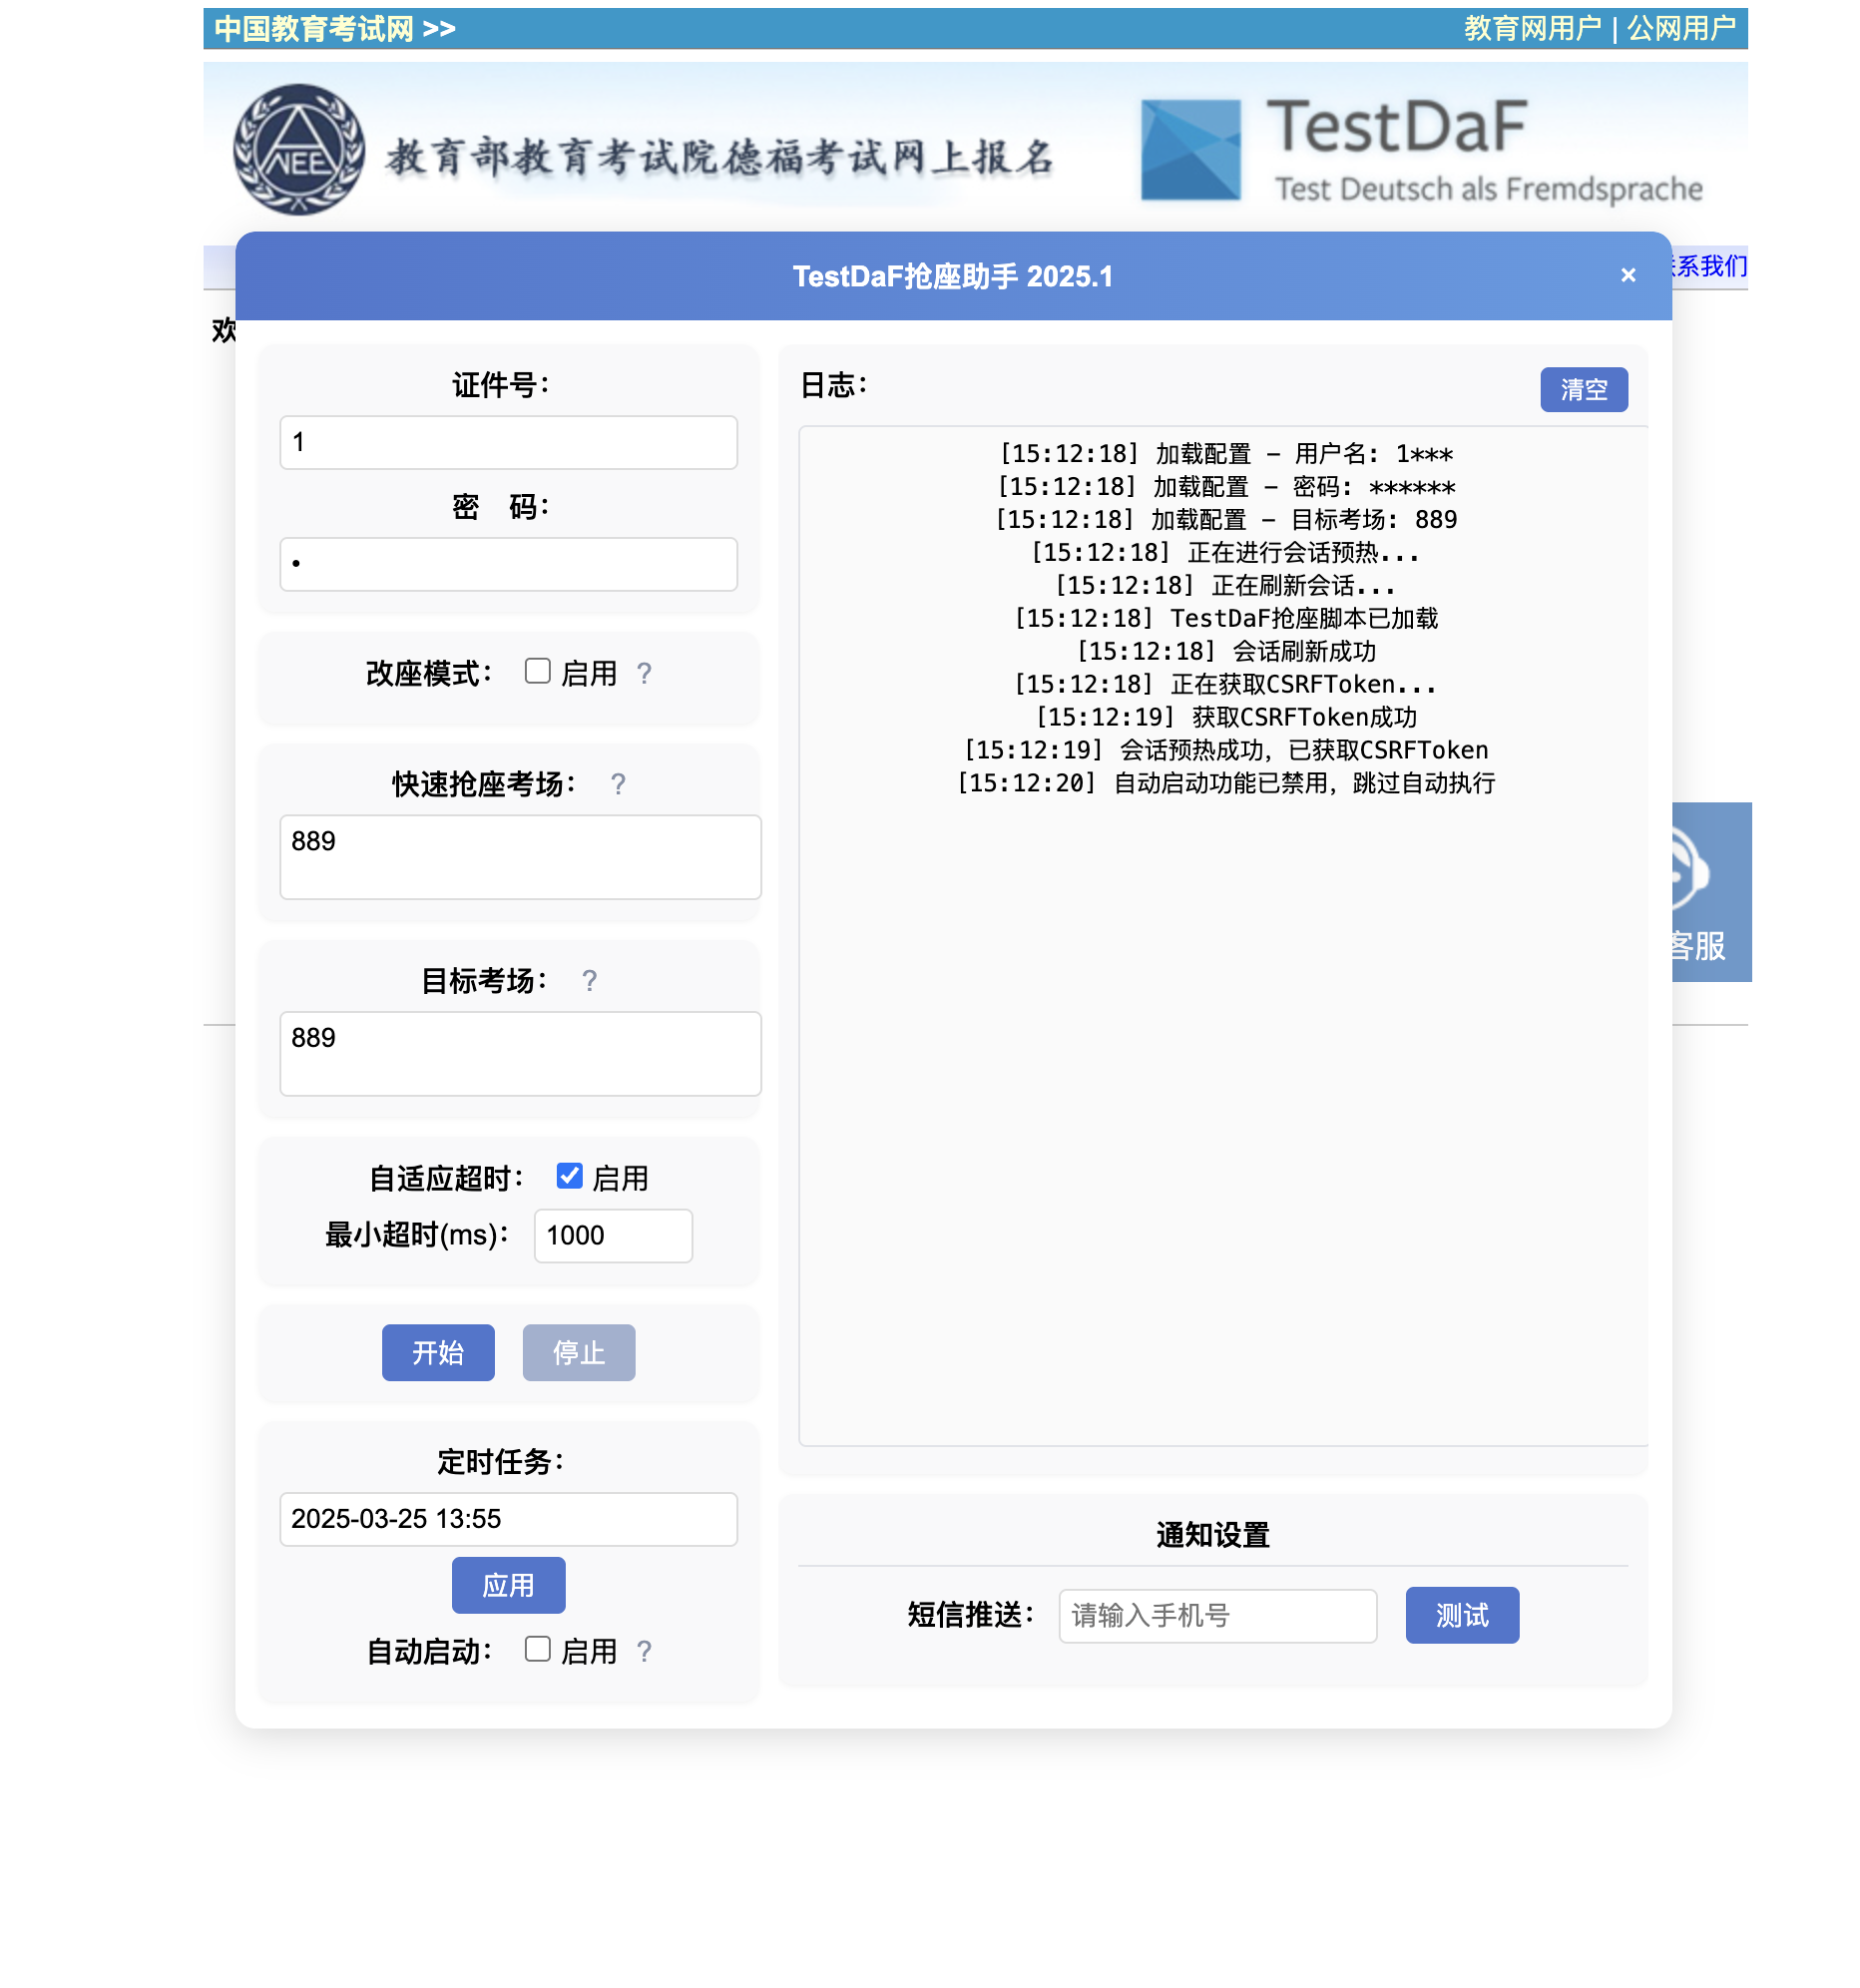 中国教育考试网 >>
教育网用户 | 公网用户
NEE
教育部教育考试院德福考试网上报名
TestDaF
Test Deutsch als Fremdsprache
系我们
欢
TestDaF抢座助手 2025.1
×
证件号：
1
密 码：
•
改座模式： 启用 ?
快速抢座考场： ?
889
目标考场： ?
889
自适应超时： 启用
最小超时(ms)： 1000
开始 停止
定时任务：
2025-03-25 13:55
应用
自动启动： 启用 ?
日志：
清空
[15:12:18] 加载配置 - 用户名: 1***
[15:12:18] 加载配置 - 密码: ******
[15:12:18] 加载配置 - 目标考场: 889
[15:12:18] 正在进行会话预热...
[15:12:18] 正在刷新会话...
[15:12:18] TestDaF抢座脚本已加载
[15:12:18] 会话刷新成功
[15:12:18] 正在获取CSRFToken...
[15:12:19] 获取CSRFToken成功
[15:12:19] 会话预热成功，已获取CSRFToken
[15:12:20] 自动启动功能已禁用，跳过自动执行
通知设置
短信推送： 请输入手机号 测试
客服